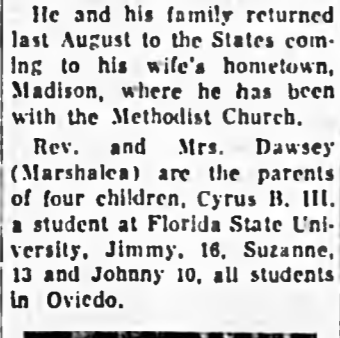 He and his family returned
last August to the States com-
ing to his wife's hometown,
Madison, where he has been
with the Methodist Church.
Rev. and Mrs. Dawsey
(Marshalea) are the parents
of four children, Cyrus B. III,
a student at Florida State Uni-
versity, Jimmy, 16, Suzanne,
13 and Johnny 10, all students
in Oviedo.